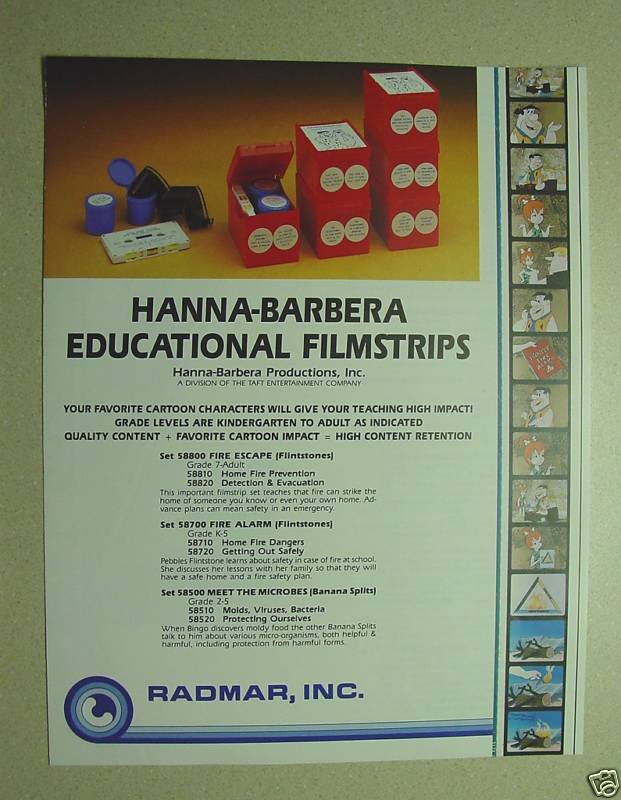 HANNA-BARBERA
EDUCATIONAL FILMSTRIPS
Hanna-Barbera Productions, Inc.
A DIVISION OF THE TAFT ENTERTAINMENT COMPANY
YOUR FAVORITE CARTOON CHARACTERS WILL GIVE YOUR TEACHING HIGH IMPACT!
GRADE LEVELS ARE KINDERGARTEN TO ADULT AS INDICATED
QUALITY CONTENT + FAVORITE CARTOON IMPACT = HIGH CONTENT RETENTION
Set 58800 FIRE ESCAPE (Flintstones)
Grade 7-Adult
58810 Home Fire Prevention
58820 Detection & Evacuation
This important filmstrip set teaches that fire can strike the
home of someone you know or even your own home. Ad-
vance plans can mean safety in an emergency.
Set 58700 FIRE ALARM (Flintstones)
Grade K-5
58710 Home Fire Dangers
58720 Getting Out Safely
Pebbles Flintstone learns about safety in case of fire at school.
She discusses her lessons with her family so that they will
have a safe home and a fire safety plan.
Set 58500 MEET THE MICROBES (Banana Splits)
Grade 2-5
58510 Molds, Viruses, Bacteria
58520 Protecting Ourselves
When Bingo discovers moldy food the other Banana Splits
talk to him about various micro-organisms, both helpful &
harmful, including protection from harmful forms.
RADMAR, INC.